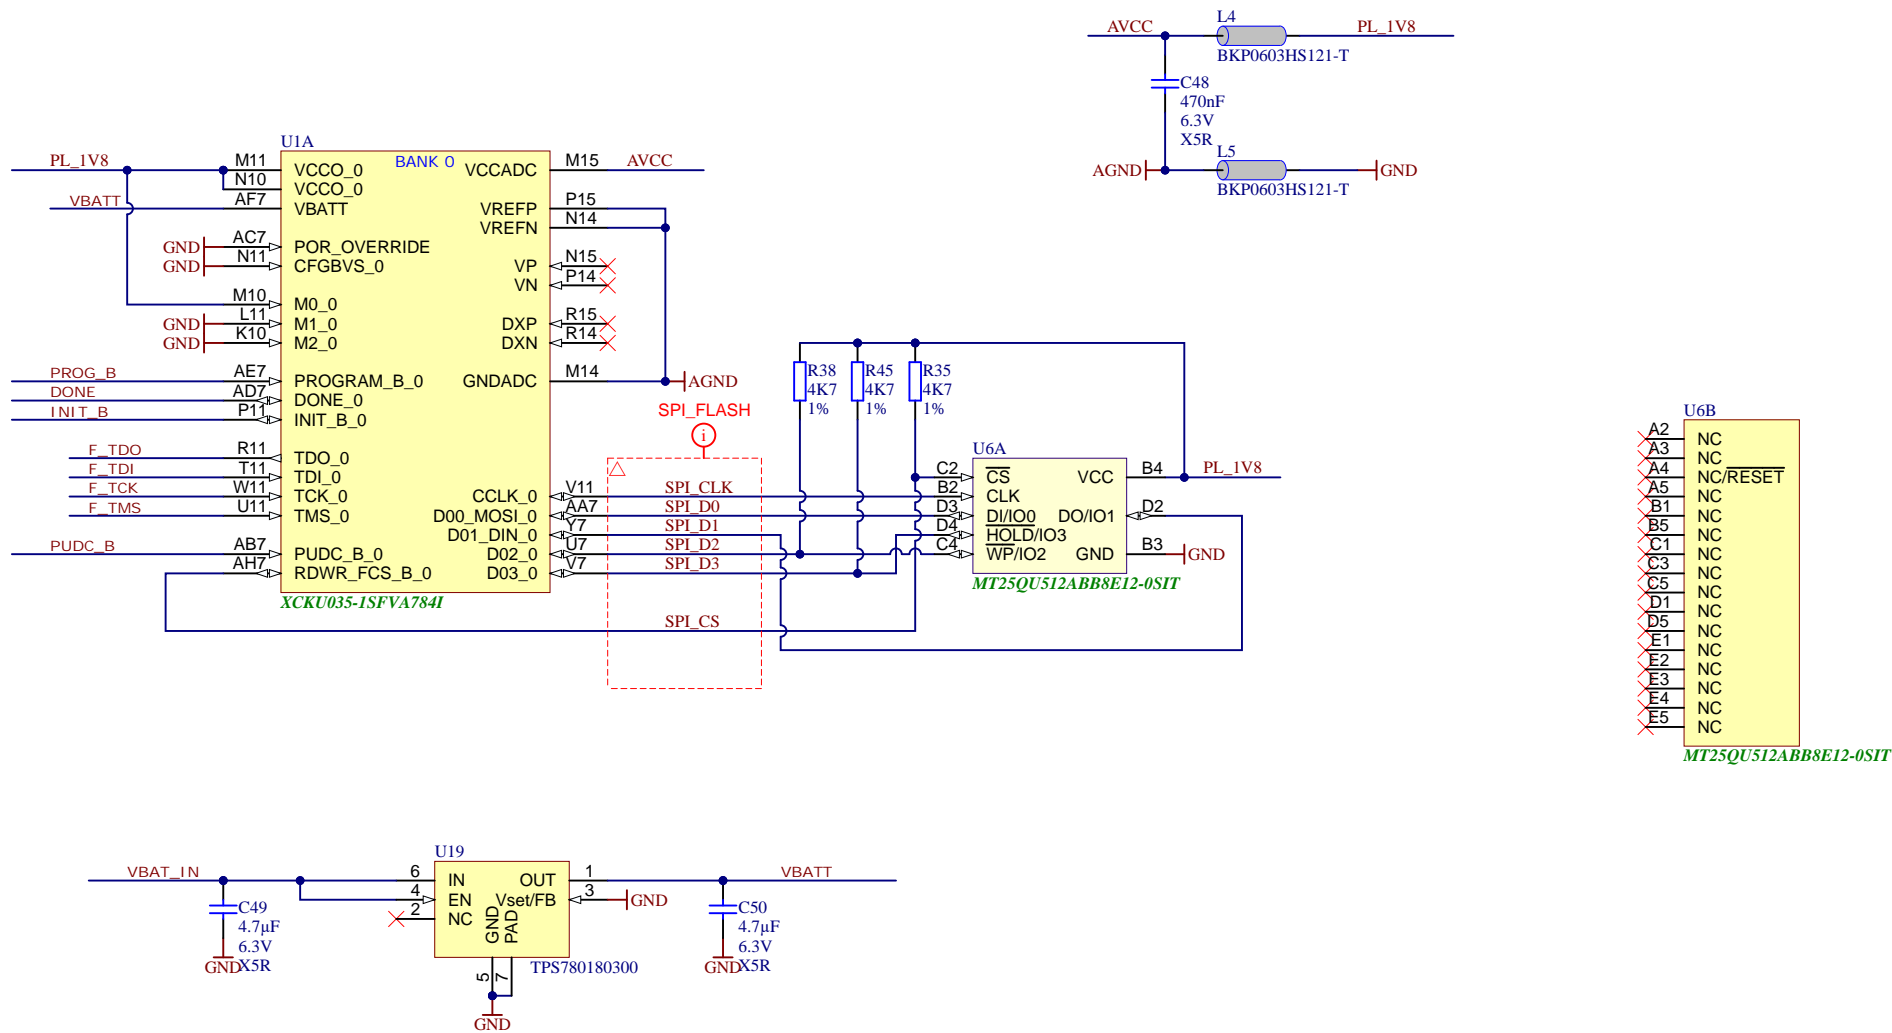 AVCC
L4
PL_1V8
BKP0603HS121-T
C48
470nF
6.3V
X5R
L5
AGND
GND
BKP0603HS121-T
U1A
BANK 0
PL_1V8
M11
VCCO_0
N10
VCCO_0
VBATT
AF7
VBATT
GND
AC7
POR_OVERRIDE
GND
N11
CFGBVS_0
M10
M0_0
GND
L11
M1_0
GND
K10
M2_0
PROG_B
AE7
PROGRAM_B_0
DONE
AD7
DONE_0
INIT_B
P11
INIT_B_0
F_TDO
R11
TDO_0
F_TDI
T11
TDI_0
F_TCK
W11
TCK_0
F_TMS
U11
TMS_0
PUDC_B
AB7
PUDC_B_0
AH7
RDWR_FCS_B_0
VCCADC
M15
AVCC
VREFP
P15
VREFN
N14
VP
N15
VN
P14
DXP
R15
DXN
R14
GNDADC
M14
AGND
CCLK_0
V11
SPI_CLK
D00_MOSI_0
AA7
SPI_D0
D01_DIN_0
Y7
SPI_D1
D02_0
U7
SPI_D2
D03_0
V7
SPI_D3
XCKU035-1SFVA784I
SPI_FLASH
i
SPI_CS
R38
4K7
1%
R45
4K7
1%
R35
4K7
1%
U6A
C2
CS
B2
CLK
D3
DI/IO0
D4
HOLD/IO3
C4
WP/IO2
VCC
B4
PL_1V8
DO/IO1
D2
GND
B3
GND
MT25QU512ABB8E12-0SIT
U6B
A2
NC
A3
NC
A4
NC/RESET
A5
NC
B1
NC
B5
NC
C1
NC
C3
NC
C5
NC
D1
NC
D5
NC
E1
NC
E2
NC
E3
NC
E4
NC
E5
NC
MT25QU512ABB8E12-0SIT
U19
VBAT_IN
6
IN
4
EN
2
NC
OUT
1
VBATT
Vset/FB
3
GND
GND
PAD
5
7
GND
TPS780180300
C49
4.7µF
6.3V
X5R
GND
C50
4.7µF
6.3V
X5R
GND